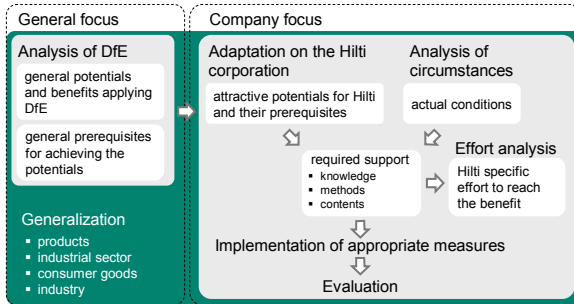 General focus
Company focus
Analysis of DfE
general potentials
and benefits applying
DfE
general prerequisites
for achieving the
potentials
Generalization
▪ products
▪ industrial sector
▪ consumer goods
▪ industry
Adaptation on the Hilti
corporation
attractive potentials for Hilti
and their prerequisites
Analysis of
circumstances
actual conditions
required support
▪ knowledge
▪ methods
▪ contents
Effort analysis
Hilti specific
effort to reach
the benefit
Implementation of appropriate measures
Evaluation